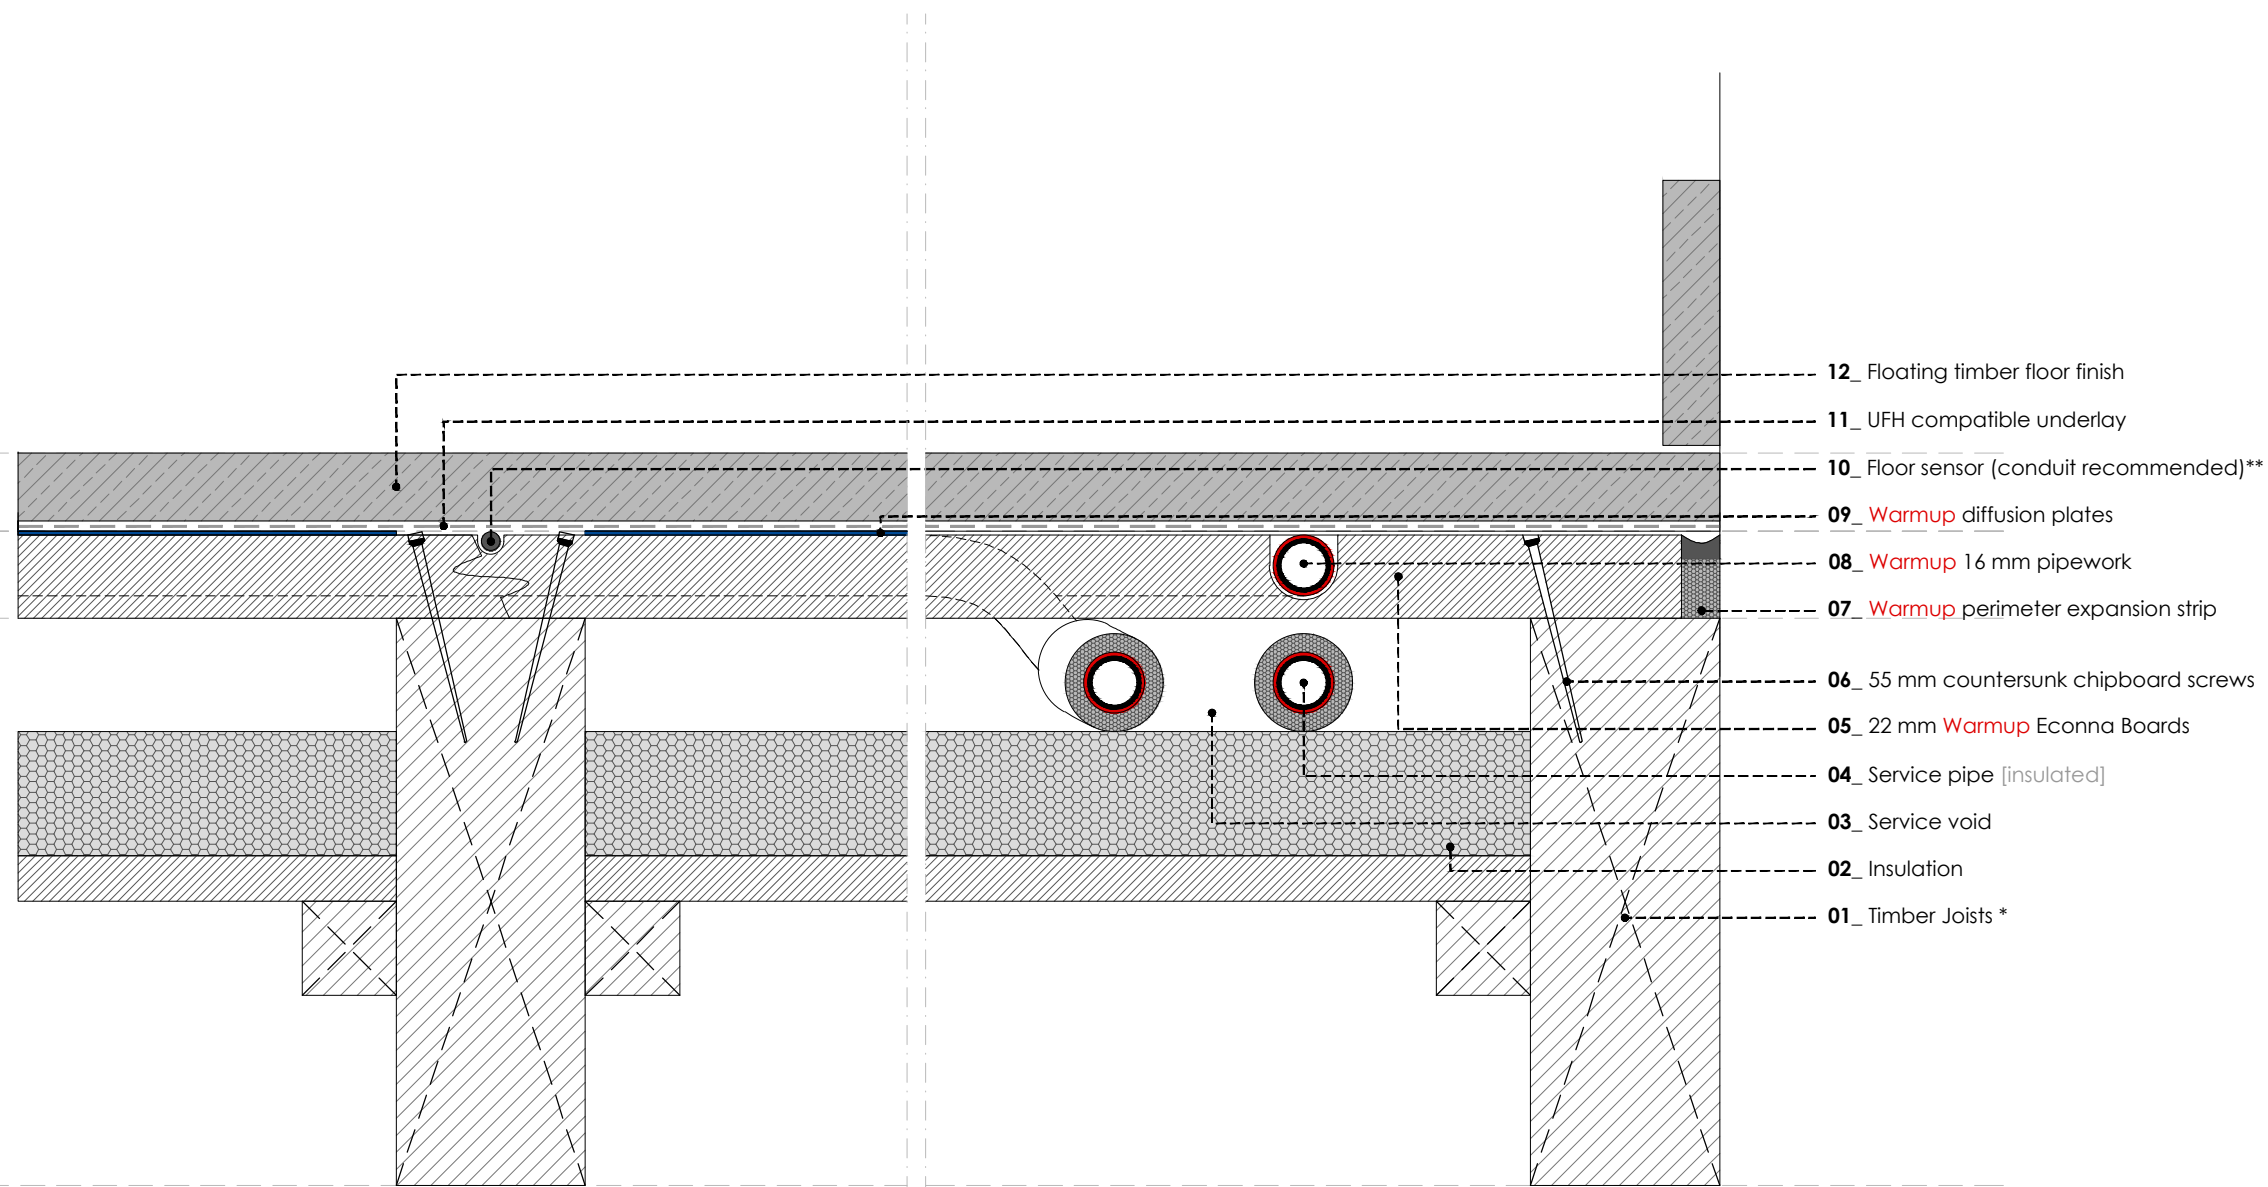 12_ Floating timber floor finish
11_ UFH compatible underlay
10_ Floor sensor (conduit recommended)**
09_ Warmup diffusion plates
08_ Warmup 16 mm pipework
07_ Warmup perimeter expansion strip
06_ 55 mm countersunk chipboard screws
05_ 22 mm Warmup Econna Boards
04_ Service pipe [insulated]
03_ Service void
02_ Insulation
01_ Timber Joists *